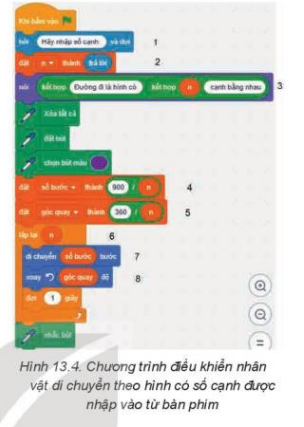 Khi bấm vào
hỏi Hãy nhập số cạnh và đợi 1
đặt n thành trả lời 2
nói kết hợp Đường đi là hình có kết hợp n cạnh bằng nhau 3
Xóa tất cả
đặt bút
chọn bút màu
đặt số bước thành 900 / n 4
đặt góc quay thành 360 / n 5
lặp lại n 6
di chuyển số bước bước 7
xoay góc quay độ 8
đợi 1 giây
nhấc bút
Hình 13.4. Chương trình điều khiển nhân
vật di chuyển theo hình có số cạnh được
nhập vào từ bàn phím